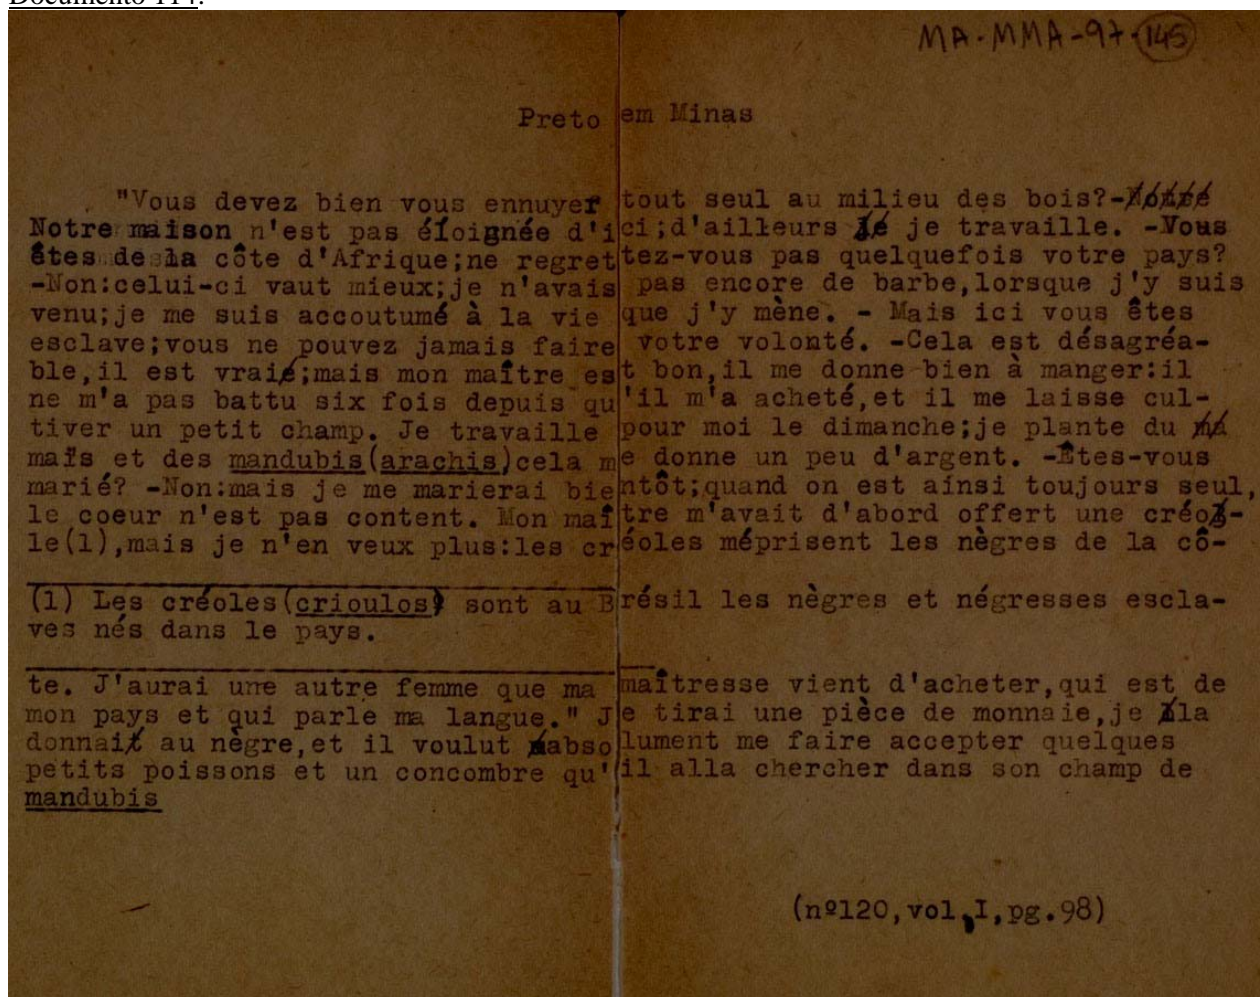 Documento 114.
MA-MMA-97-145
Preto em Minas
"Vous devez bien vous ennuyer tout seul au milieu des bois?-Notre
Notre maison n'est pas éloignée d'ici;d'ailleurs je je travaille. -Vous
êtes de la côte d'Afrique;ne regrettez-vous pas quelquefois votre pays?
-Non:celui-ci vaut mieux;je n'avais pas encore de barbe,lorsque j'y suis
venu;je me suis accoutumé à la vie que j'y mène. - Mais ici vous êtes
esclave;vous ne pouvez jamais faire votre volonté. -Cela est désagréa-
ble,il est vrai;mais mon maître est bon,il me donne bien à manger:il
ne m'a pas battu six fois depuis qu'il m'a acheté,et il me laisse cul-
tiver un petit champ. Je travaille pour moi le dimanche;je plante du ma
maïs et des mandubis(arachis)cela me donne un peu d'argent. -Êtes-vous
marié? -Non:mais je me marierai bientôt;quand on est ainsi toujours seul,
le coeur n'est pas content. Mon maître m'avait d'abord offert une créo-
le(1),mais je n'en veux plus:les créoles méprisent les nègres de la cô-
(1) Les créoles(crioulos) sont au Brésil les nègres et négresses escla-
ves nés dans le pays.
te. J'aurai une autre femme que ma maîtresse vient d'acheter,qui est de
mon pays et qui parle ma langue." Je tirai une pièce de monnaie,je la
donnai au nègre,et il voulut absolument me faire accepter quelques
petits poissons et un concombre qu'il alla chercher dans son champ de
mandubis
(nº120,vol,I,pg.98)